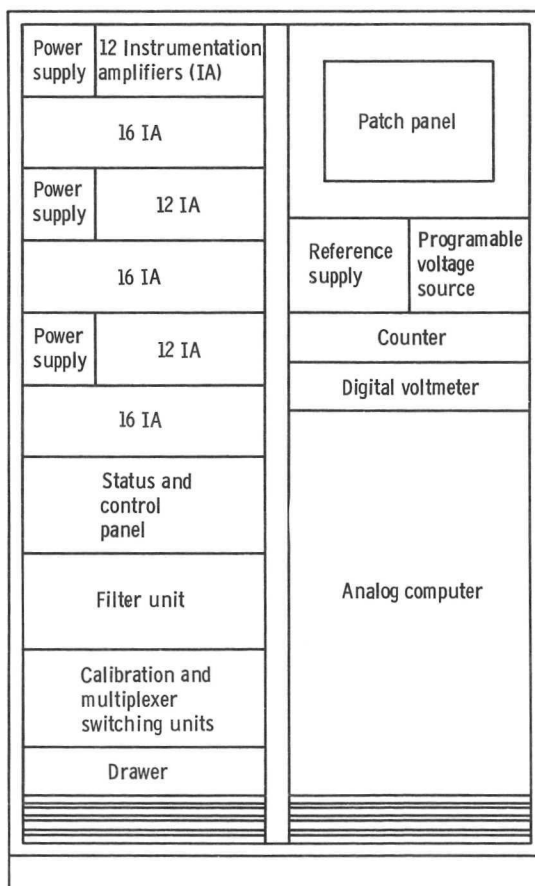 Power
supply
12 Instrumentation
amplifiers (IA)
16 IA
Power
supply
12 IA
16 IA
Power
supply
12 IA
16 IA
Status and
control
panel
Filter unit
Calibration and
multiplexer
switching units
Drawer
Patch panel
Reference
supply
Programable
voltage
source
Counter
Digital voltmeter
Analog computer